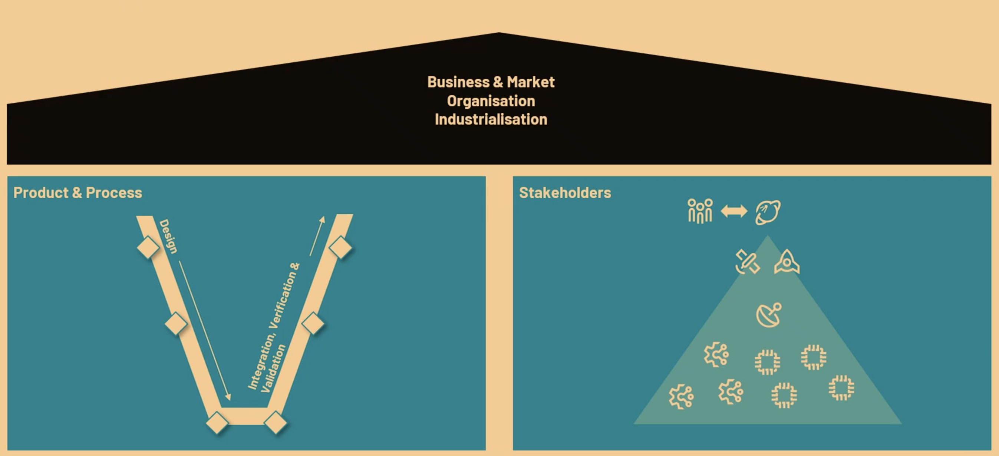 Business & Market
Organisation
Industrialisation
Product & Process
Stakeholders
Design
Integration, Verification &
Validation